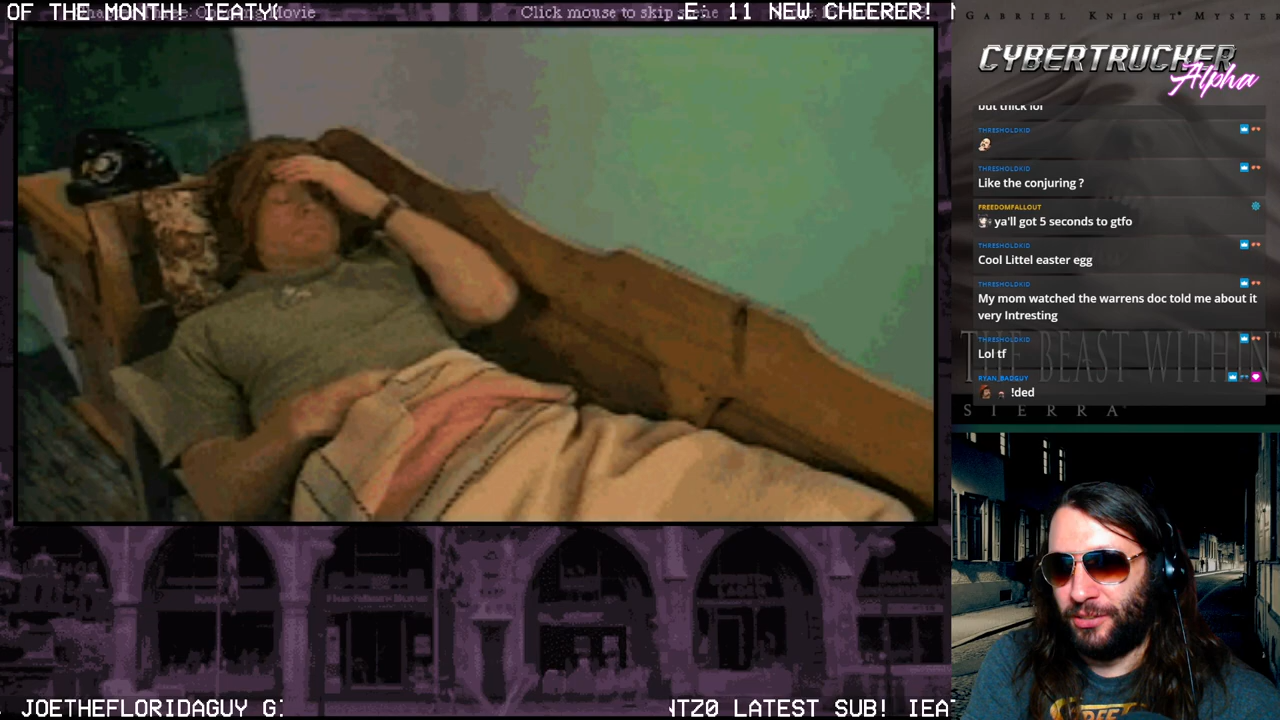 OF THE MONTH! IEATY
Movie
Click mouse to skip scene
E: 11 NEW CHEERER!
GABRIEL KNIGHT MYSTER
CYBERTRUCKER
Alpha
but thick lol
THRESHOLDKID
THRESHOLDKID
Like the conjuring ?
FREEDOMFALLOUT
ya'll got 5 seconds to gtfo
THRESHOLDKID
Cool Littel easter egg
THRESHOLDKID
My mom watched the warrens doc told me about it
very Intresting
THRESHOLDKID
Lol tf
THE BEAST WITHIN
RYAN_BADGUY
!ded
SIERRA
JOETHEFLORIDAGUY G
NTZ0 LATEST SUB! IEA